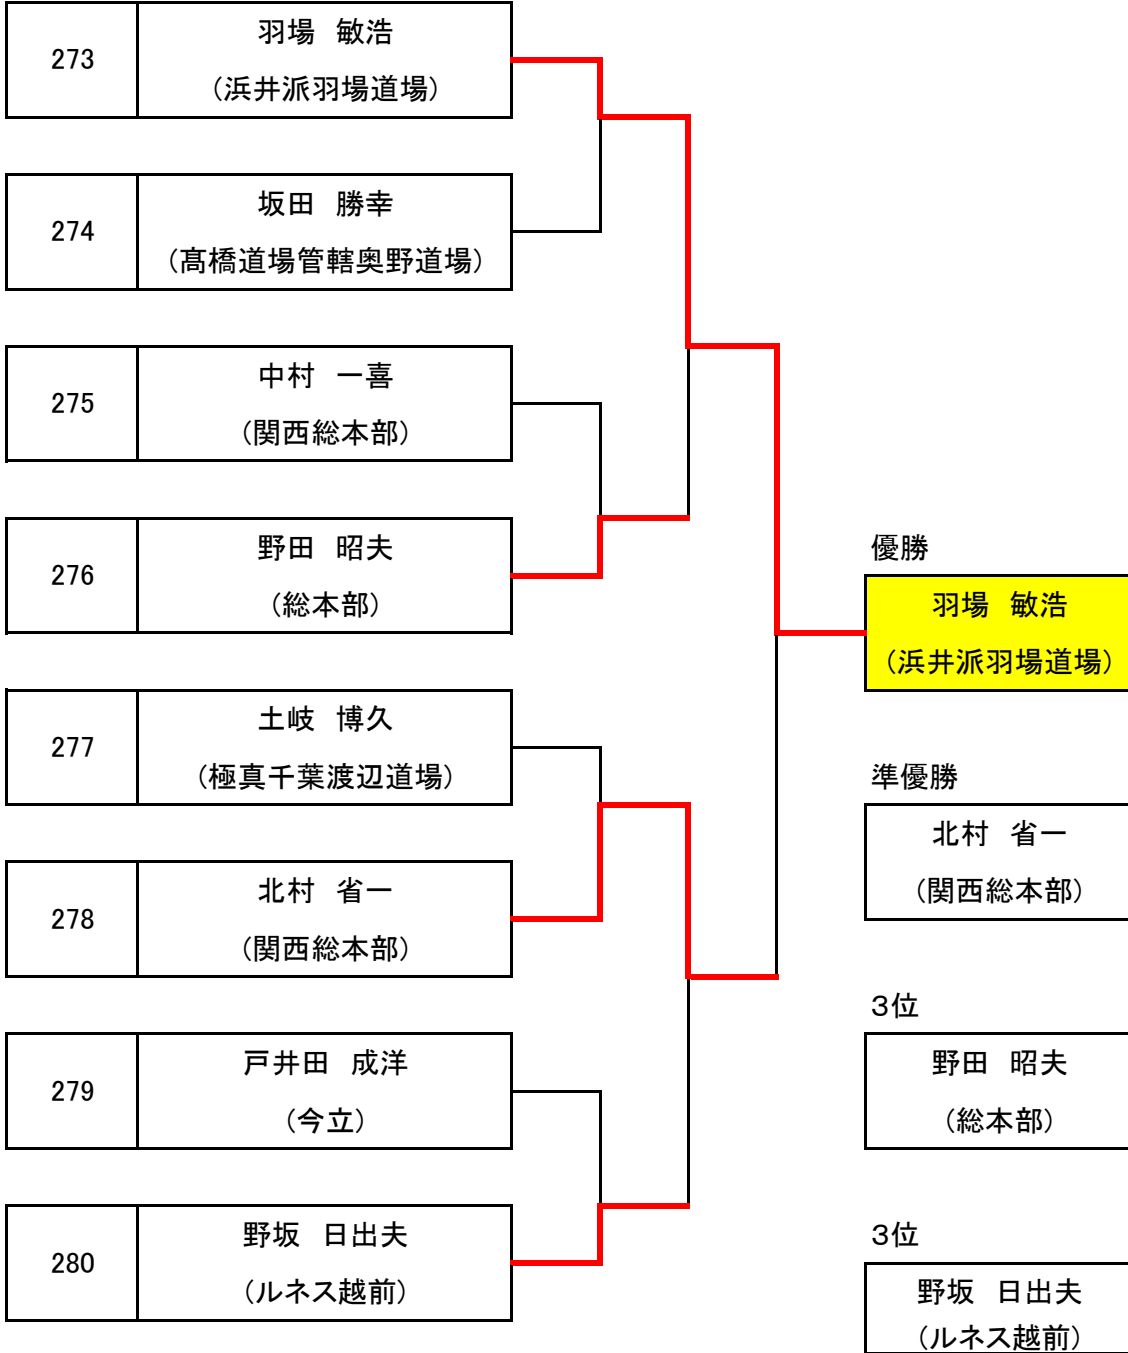 273
羽場 敏浩
(浜井派羽場道場)
274
坂田 勝幸
(髙橋道場管轄奥野道場)
275
中村 一喜
(関西総本部)
276
野田 昭夫
(総本部)
277
土岐 博久
(極真千葉渡辺道場)
278
北村 省一
(関西総本部)
279
戸井田 成洋
(今立)
280
野坂 日出夫
(ルネス越前)
優勝
羽場 敏浩
(浜井派羽場道場)
準優勝
北村 省一
(関西総本部)
3位
野田 昭夫
(総本部)
3位
野坂 日出夫
(ルネス越前)